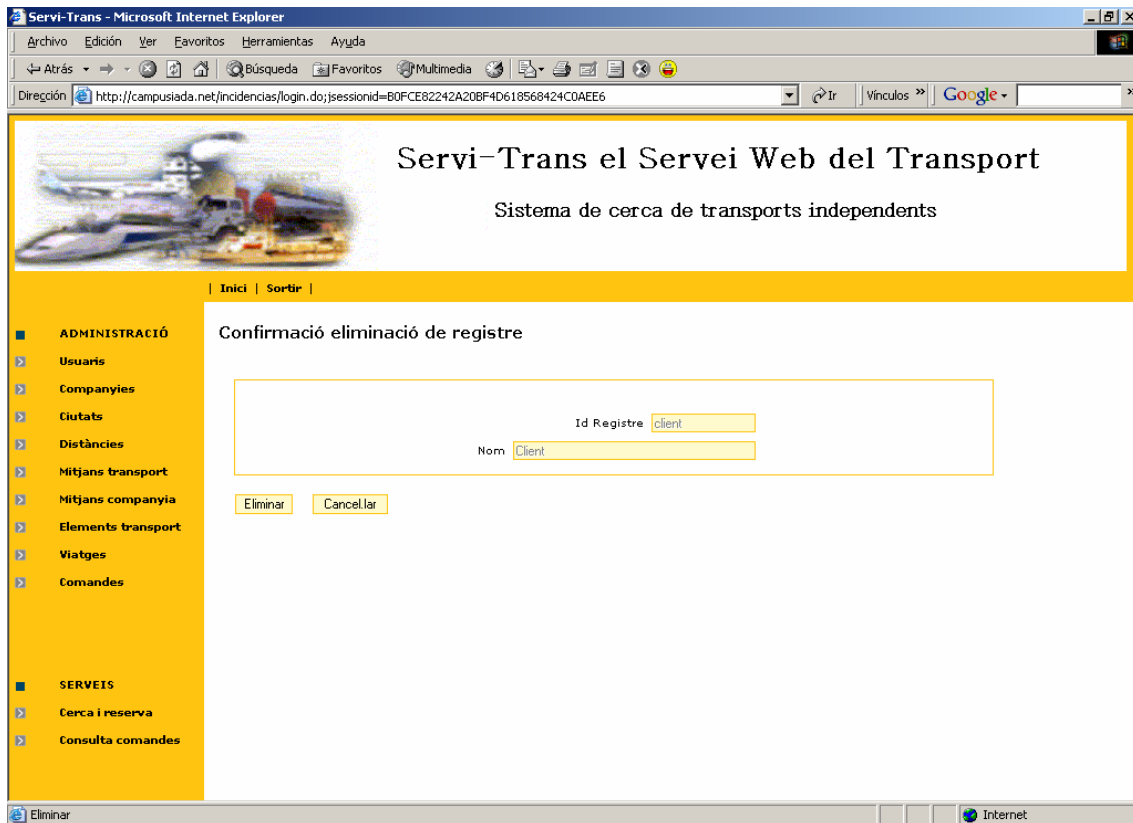 Servi-Trans - Microsoft Internet Explorer
Archivo Edición Ver Favoritos Herramientas Ayuda
Atrás Búsqueda Favoritos Multimedia
Dirección http://campusiada.net/incidencias/login.do;jsessionid=B0FCE82242A20BF4D618568424C0AEE6 Ir Vínculos » Google »
Servi-Trans el Servei Web del Transport
Sistema de cerca de transports independents
| Inici | Sortir |
ADMINISTRACIÓ
Usuaris
Companyies
Ciutats
Distàncies
Mitjans transport
Mitjans companyia
Elements transport
Viatges
Comandes
SERVEIS
Cerca i reserva
Consulta comandes
Confirmació eliminació de registre
Id Registre client
Nom Client
Eliminar Cancel.lar
Eliminar Internet